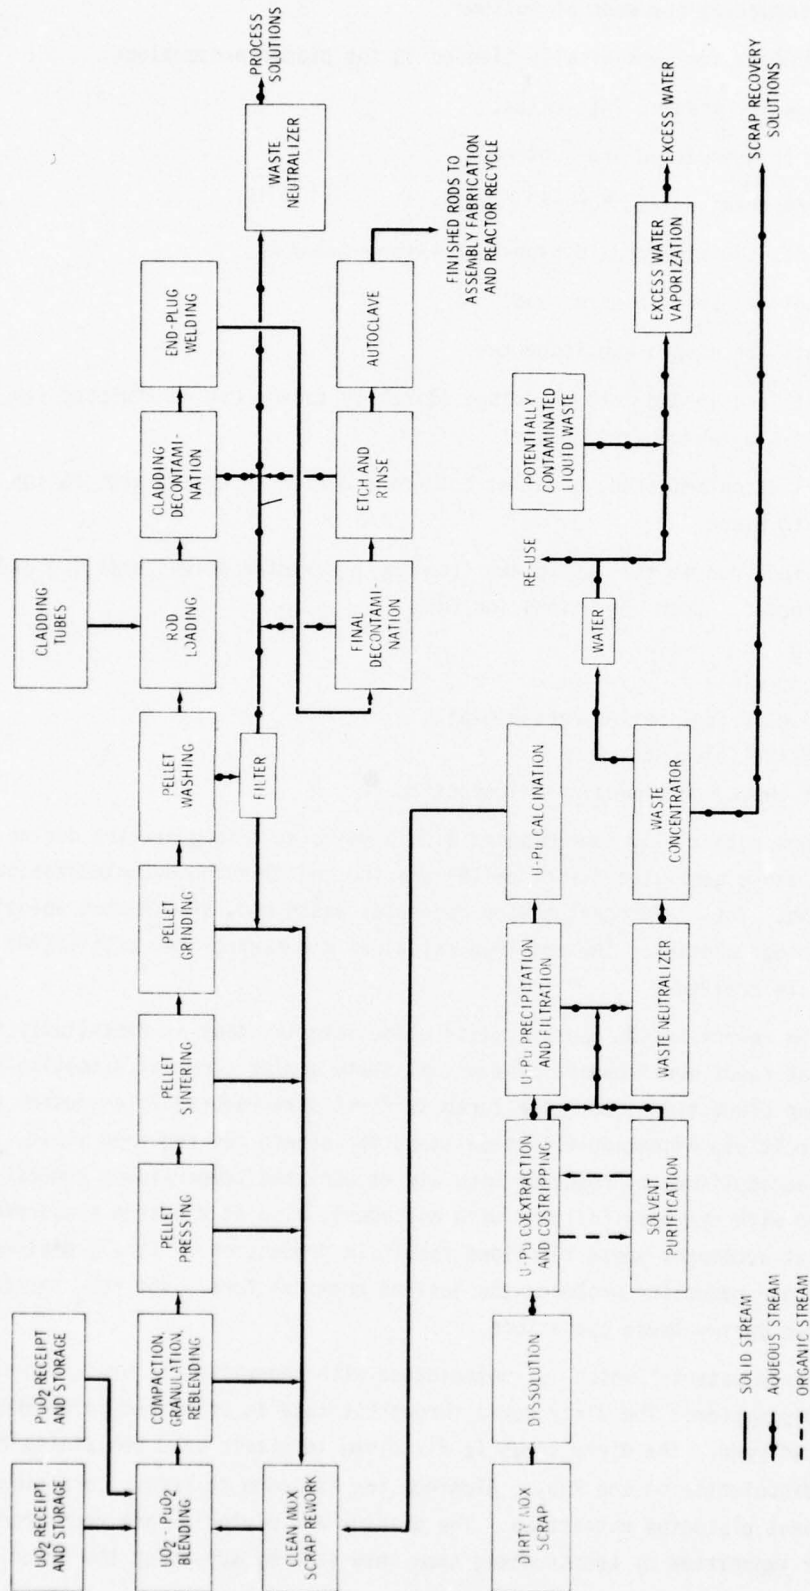 UO2 RECEIPT
AND STORAGE
PuO2 RECEIPT
AND STORAGE
UO2 - PuO2
BLENDING
COMPACTION,
GRANULATION,
REBLENDING
PELLET
PRESSING
PELLET
SINTERING
PELLET
GRINDING
PELLET
WASHING
CLADDING
TUBES
ROD
LOADING
CLADDING
DECONTAMI-
NATION
END-PLUG
WELDING
CLEAN MOX
SCRAP REWORK
FILTER
WASTE
NEUTRALIZER
PROCESS
SOLUTIONS
FINAL
DECONTAMI-
NATION
ETCH AND
RINSE
AUTOCLAVE
FINISHED RODS TO
ASSEMBLY FABRICATION
AND REACTOR RECYCLE
DIRTY MOX
SCRAP
DISSOLUTION
U-Pu COEXTRACTION
AND COSTRIPPING
U-Pu PRECIPITATION
AND FILTRATION
U-Pu CALCINATION
SOLVENT
PURIFICATION
WASTE NEUTRALIZER
WASTE
CONCENTRATOR
WATER
RE-USE
POTENTIALLY
CONTAMINATED
LIQUID WASTE
EXCESS WATER
VAPORIZATION
EXCESS WATER
SCRAP RECOVERY
SOLUTIONS
SOLID STREAM
AQUEOUS STREAM
ORGANIC STREAM